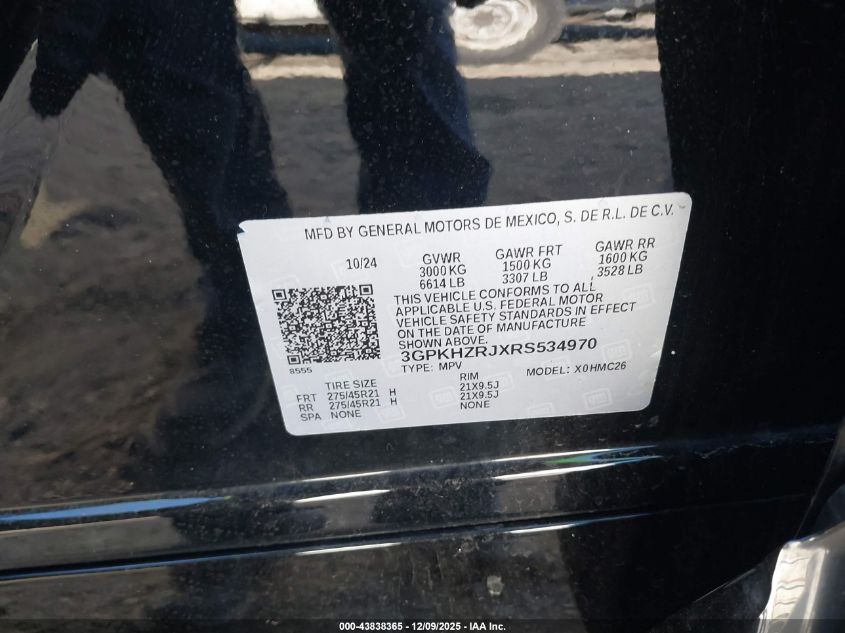 MFD BY GENERAL MOTORS DE MEXICO, S. DE R.L. DE C.V.
10/24 GVWR GAWR FRT GAWR RR
3000 KG 1500 KG 1600 KG
6614 LB 3307 LB 3528 LB
THIS VEHICLE CONFORMS TO ALL
APPLICABLE U.S. FEDERAL MOTOR
VEHICLE SAFETY STANDARDS IN EFFECT
ON THE DATE OF MANUFACTURE
SHOWN ABOVE.
8555
3GPKHZRJXRS534970
TYPE: MPV MODEL: X0HMC26
TIRE SIZE RIM
FRT 275/45R21 H 21X9.5J
RR 275/45R21 H 21X9.5J
SPA NONE NONE
000-43838365 - 12/09/2025 - IAA Inc.